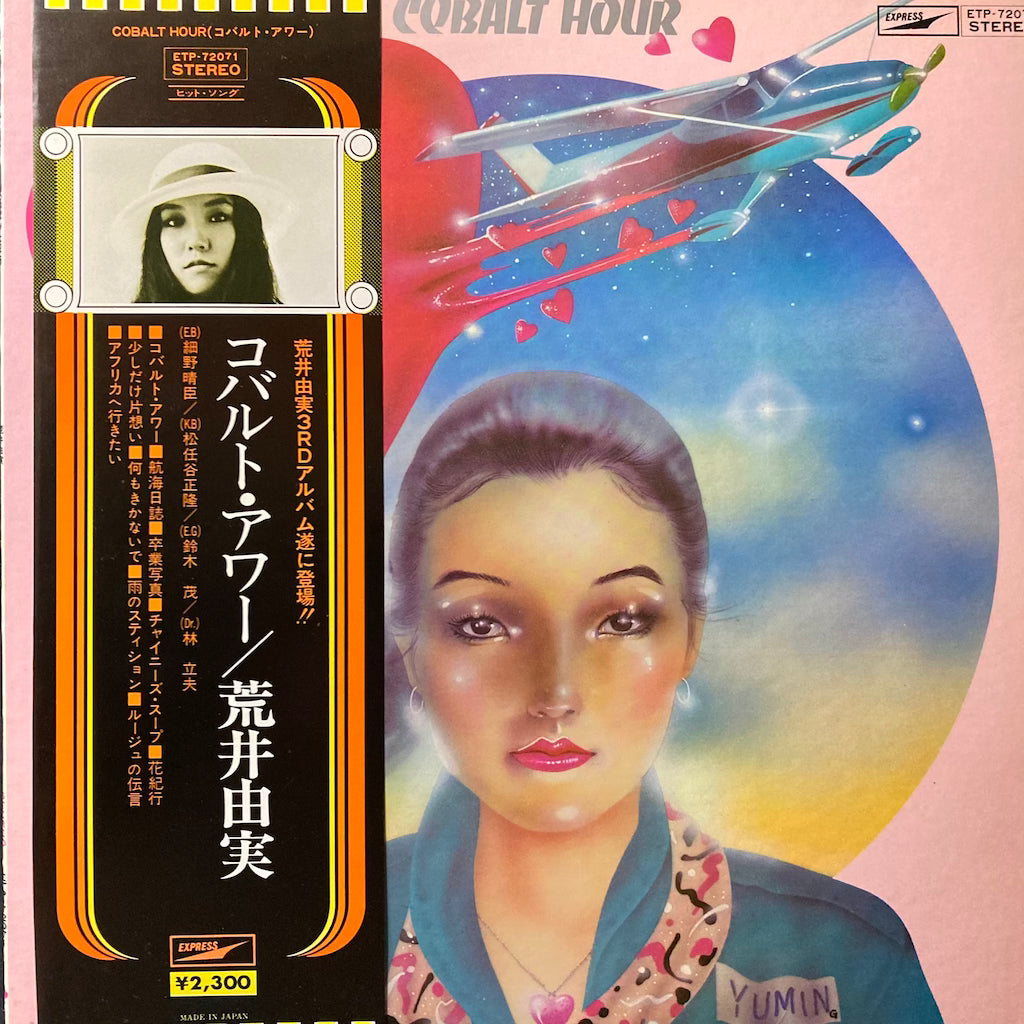 COBALT HOUR(コバルト・アワー)
ETP-72071
STEREO
ヒット・ソング
荒井由実3RDアルバム遂に登場!!
コバルト・アワー/荒井由実
(E.B)細野晴臣/(K.B)松任谷正隆/(E.G)鈴木 茂/(Dr.)林 立夫
■コバルト・アワー■航海日誌■卒業写真■チャイニーズ・スープ■花紀行
■少しだけ片想い■何もきかないで■雨のスティション■ルージュの伝言
■アフリカへ行きたい
EXPRESS
¥2,300
MADE IN JAPAN
COBALT HOUR
EXPRESS
ETP-7207
STERE
YUMING